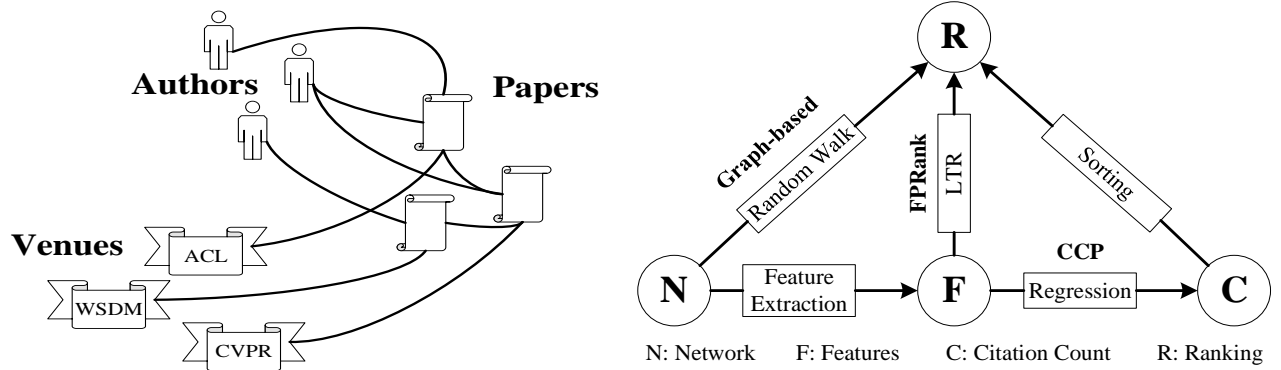 Authors
Papers
Venues
ACL
WSDM
CVPR
R
Graph-based
Random Walk
FPRank
LTR
Sorting
N
Feature
Extraction
F
CCP
Regression
C
N: Network F: Features C: Citation Count R: Ranking